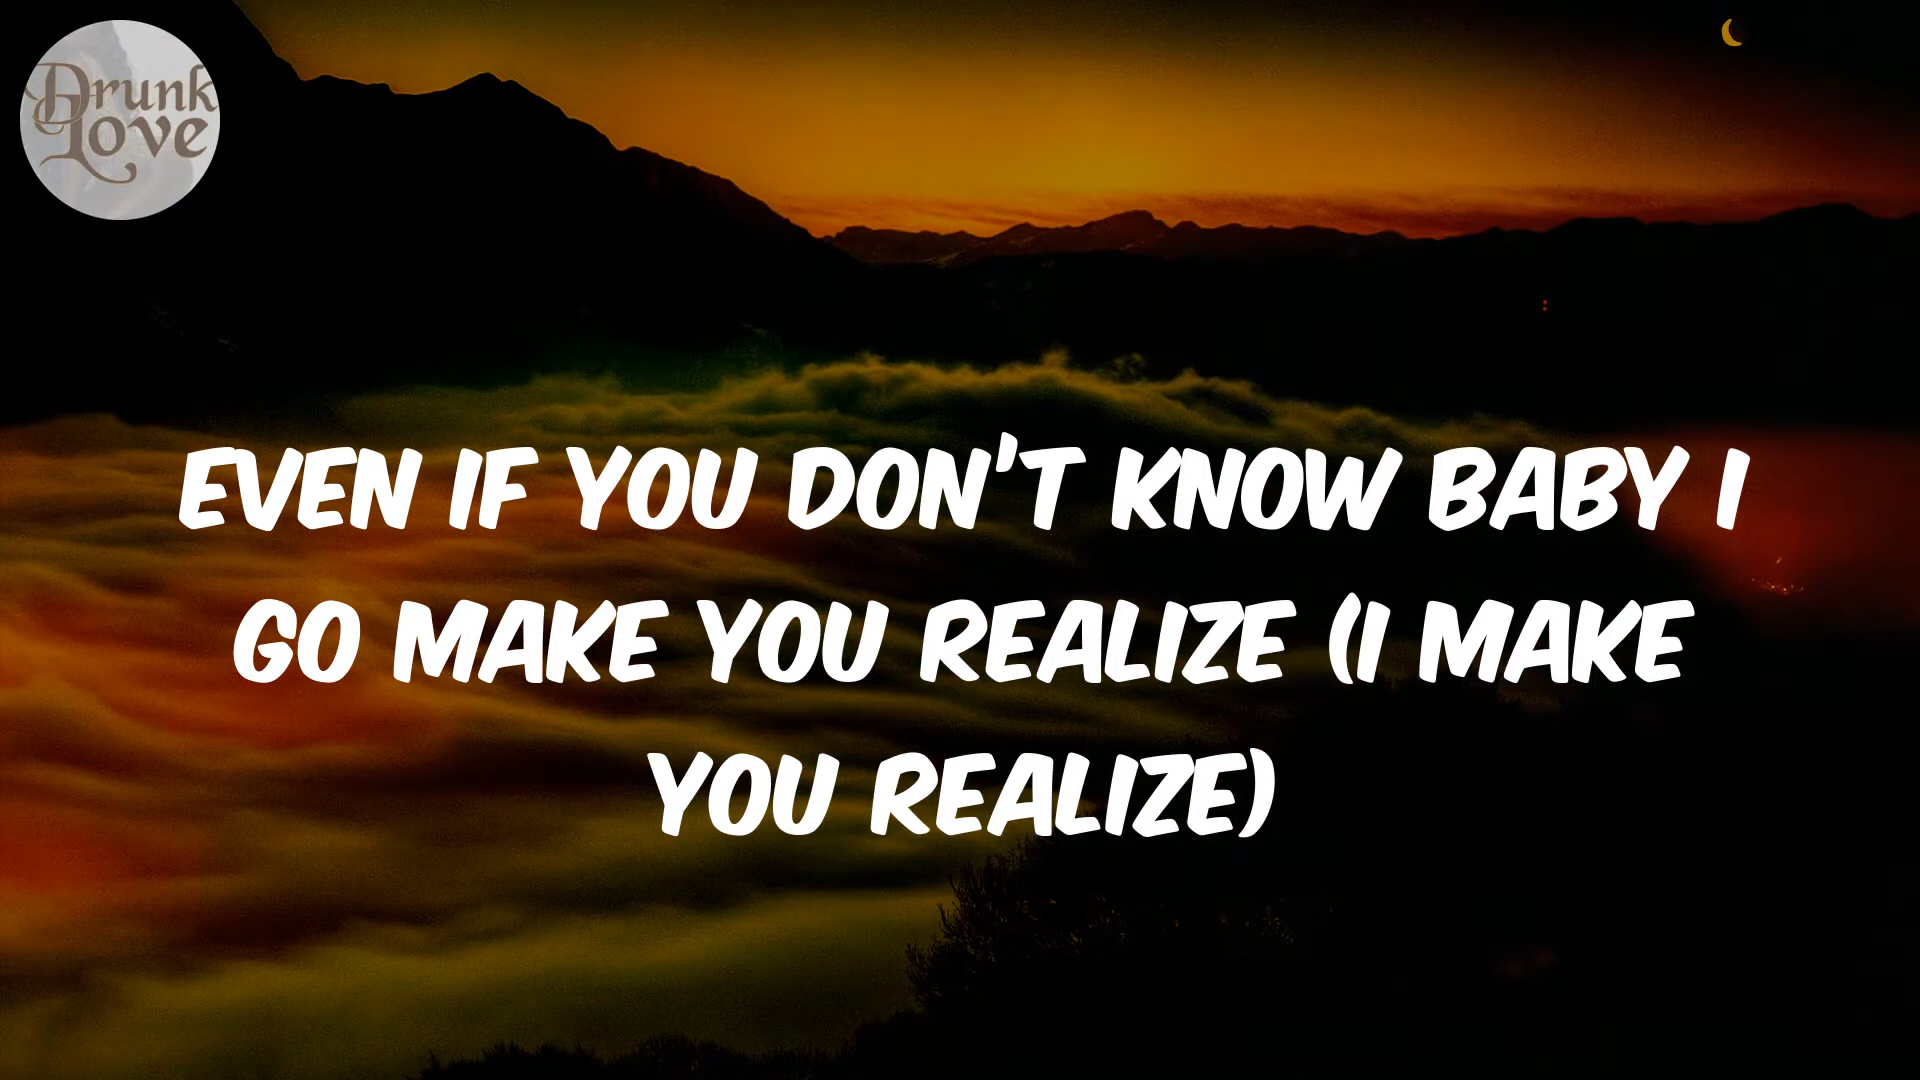 Drunk
Love
EVEN IF YOU DON'T KNOW BABY I
GO MAKE YOU REALIZE (I MAKE
YOU REALIZE)